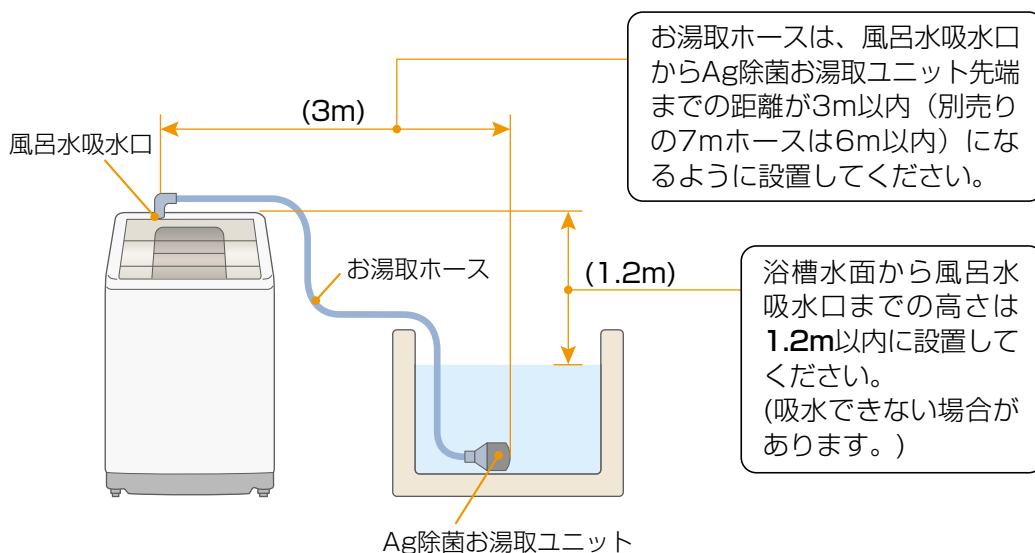 お湯取ホースは、風呂水吸水口
からAg除菌お湯取ユニット先端
までの距離が3m以内（別売り
の7mホースは6m以内）にな
るように設置してください。
(3m)
風呂水吸水口
お湯取ホース
(1.2m)
浴槽水面から風呂水
吸水口までの高さは
1.2m以内に設置して
ください。
(吸水できない場合が
あります。)
Ag除菌お湯取ユニット